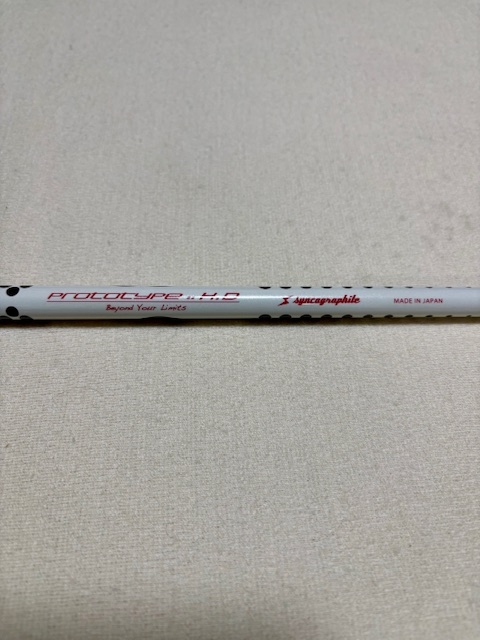 PROTOTYPE H.D syncagraphite MADE IN JAPAN
Beyond Your Limits